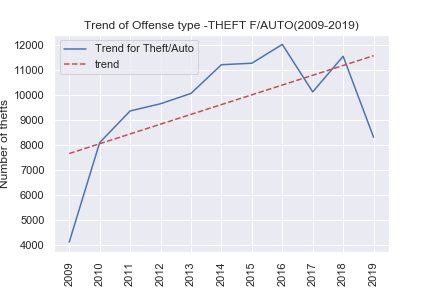 Trend of Offense type -THEFT F/AUTO(2009-2019)
Trend for Theft/Auto
trend
Number of thefts
12000
11000
10000
9000
8000
7000
6000
5000
4000
2009 2010 2011 2012 2013 2014 2015 2016 2017 2018 2019